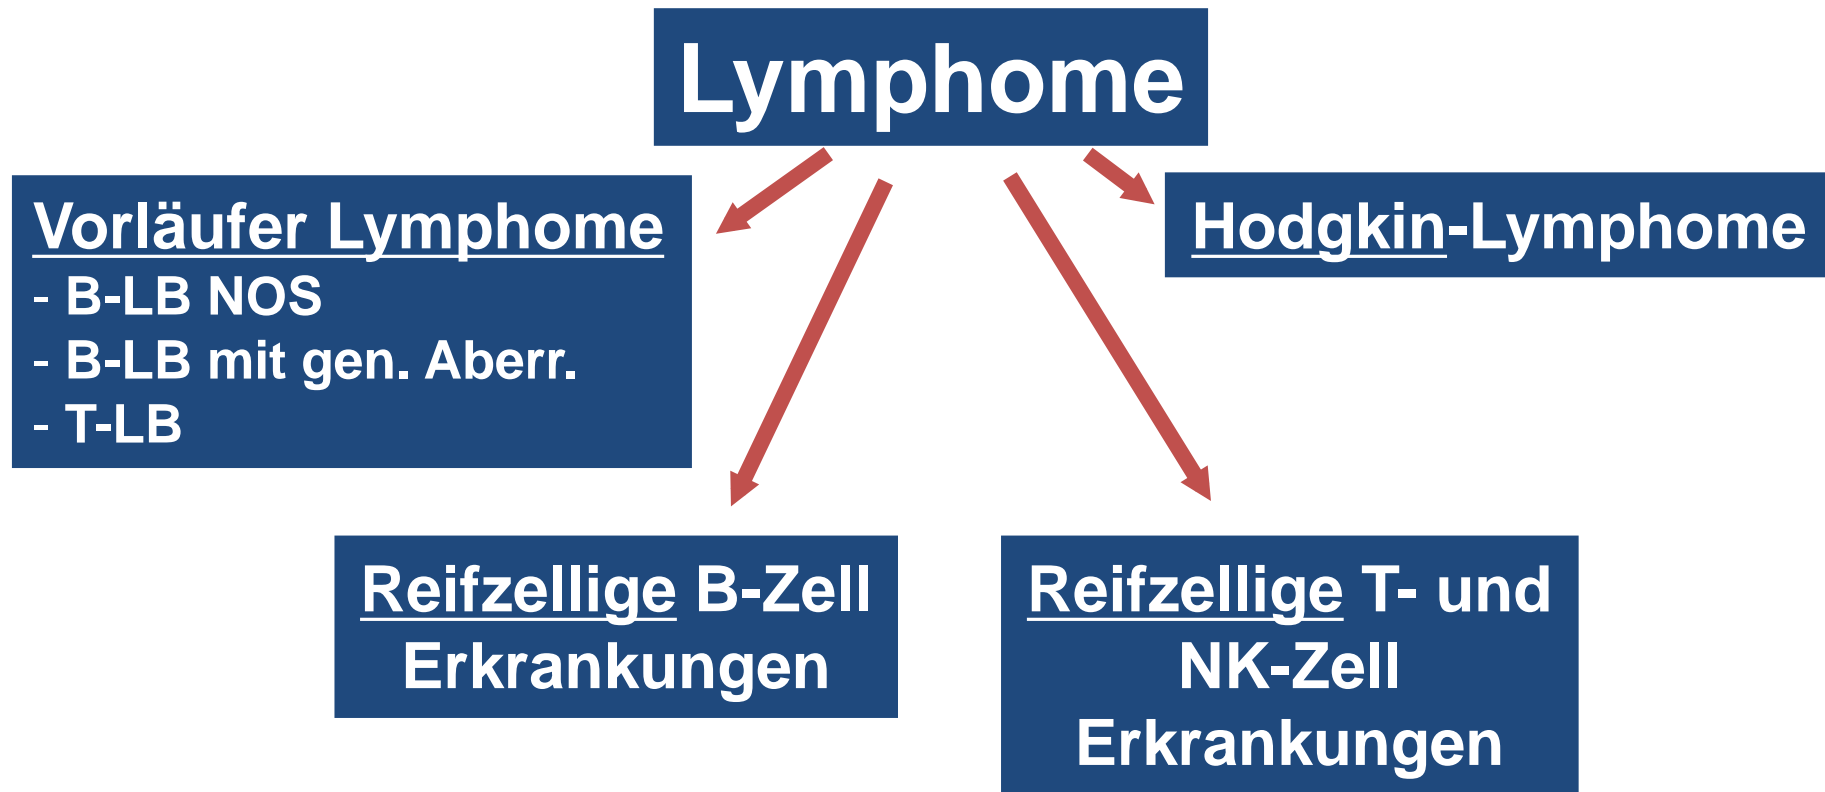 Lymphome
Vorläufer Lymphome
- B-LB NOS
- B-LB mit gen. Aberr.
- T-LB
Hodgkin-Lymphome
Reifzellige B-Zell
Erkrankungen
Reifzellige T- und
NK-Zell
Erkrankungen